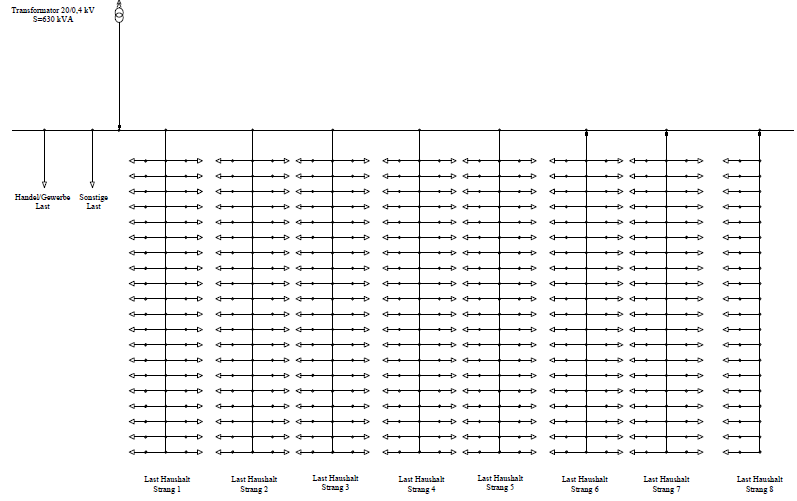 Transformator 20/0,4 kV
S=630 kVA
Handel/Gewerbe
Last
Sonstige
Last
Last Haushalt
Strang 1
Last Haushalt
Strang 2
Last Haushalt
Strang 3
Last Haushalt
Strang 4
Last Haushalt
Strang 5
Last Haushalt
Strang 6
Last Haushalt
Strang 7
Last Haushalt
Strang 8